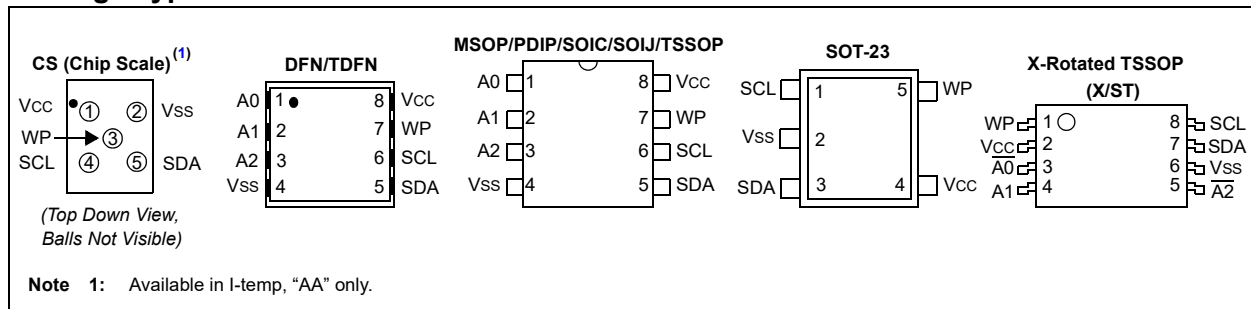 CS (Chip Scale)(1)
VCC
WP
SCL
1
2
3
4
5
VSS
SDA
(Top Down View,
Balls Not Visible)
DFN/TDFN
A0 1 8 VCC
A1 2 7 WP
A2 3 6 SCL
VSS 4 5 SDA
MSOP/PDIP/SOIC/SOIJ/TSSOP
A0 1 8 VCC
A1 2 7 WP
A2 3 6 SCL
VSS 4 5 SDA
SOT-23
SCL 1 5 WP
VSS 2
SDA 3 4 VCC
X-Rotated TSSOP
(X/ST)
WP 1 8 SCL
VCC 2 7 SDA
A0 3 6 VSS
A1 4 5 A2
Note 1: Available in I-temp, “AA” only.